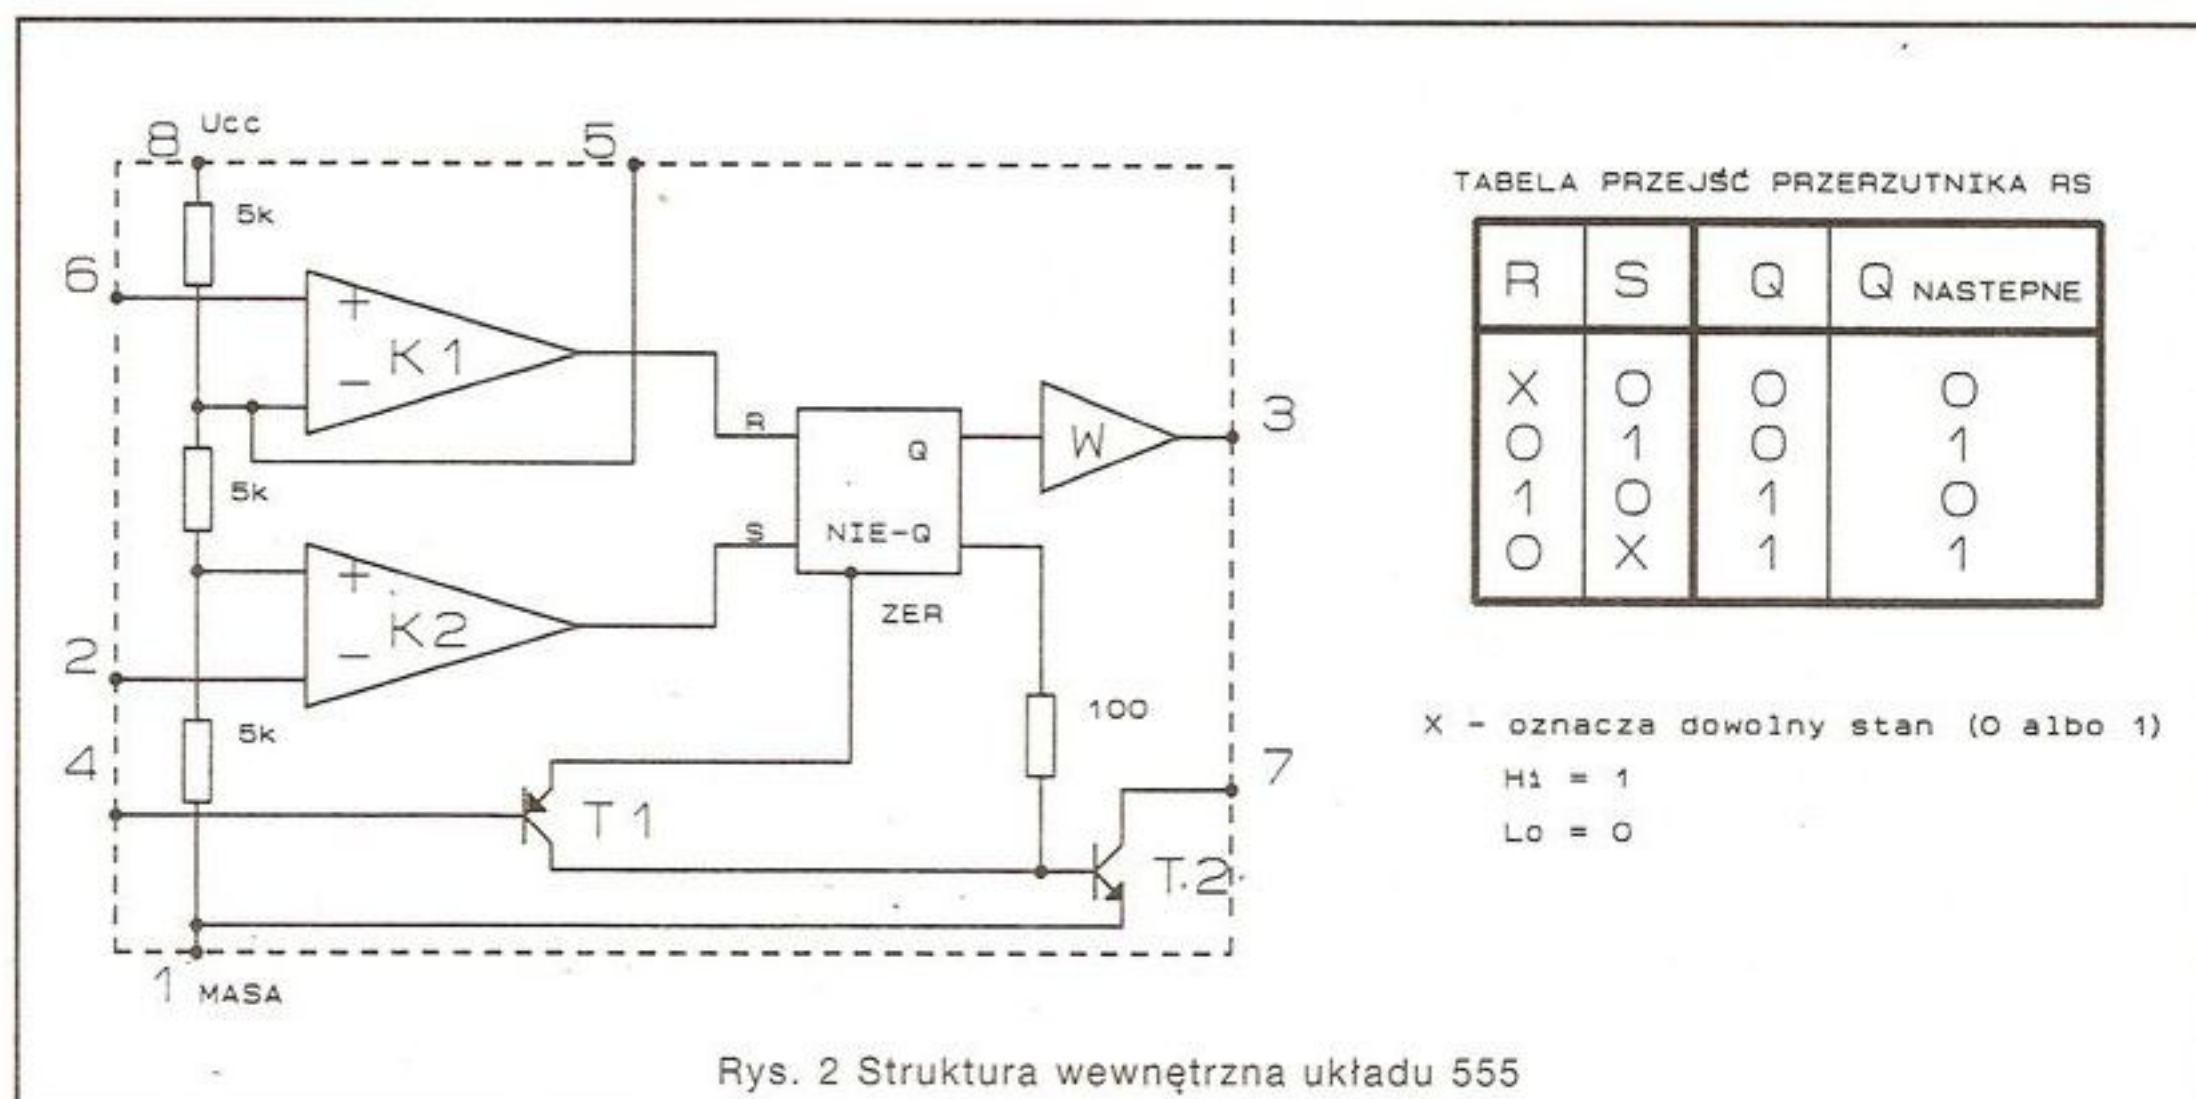 8 Ucc
5
5k
6
+
K1
−
5k
R
Q
W
3
S
NIE-Q
+
K2
−
2
ZER
5k
100
4
T1
7
T.2
1 MASA
TABELA PRZEJŚĆ PRZERZUTNIKA RS
R S Q Q NASTEPNE
X 0 0 0
0 1 0 1
1 0 1 0
0 X 1 1
X - oznacza dowolny stan (0 albo 1)
Hi = 1
Lo = 0
Rys. 2 Struktura wewnętrzna układu 555